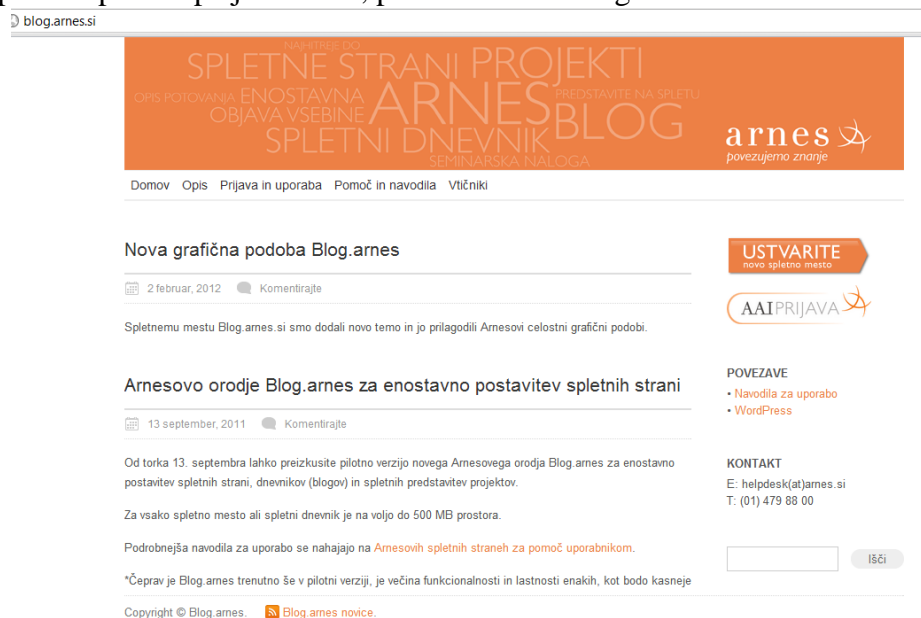 blog.arnes.si
NAJHITREJE DO
SPLETNE STRANI PROJEKTI
OPIS POTOVANJA ENOSTAVNA ARNES PREDSTAVITE NA SPLETU
OBJAVA VSEBINE BLOG
SPLETNI DNEVNIK
SEMINARSKA NALOGA
arnes
povezujemo znanje
Domov Opis Prijava in uporaba Pomoč in navodila Vtičniki
Nova grafična podoba Blog.arnes
2 februar, 2012 Komentirajte
Spletnemu mestu Blog.arnes.si smo dodali novo temo in jo prilagodili Arnesovi celostni grafični podobi.
Arnesovo orodje Blog.arnes za enostavno postavitev spletnih strani
13 september, 2011 Komentirajte
Od torka 13. septembra lahko preizkusite pilotno verzijo novega Arnesovega orodja Blog.arnes za enostavno
postavitev spletnih strani, dnevnikov (blogov) in spletnih predstavitev projektov.
Za vsako spletno mesto ali spletni dnevnik je na voljo do 500 MB prostora.
Podrobnejša navodila za uporabo se nahajajo na Arnesovih spletnih straneh za pomoč uporabnikom.
*Čeprav je Blog.arnes trenutno še v pilotni verziji, je večina funkcionalnosti in lastnosti enakih, kot bodo kasneje
USTVARITE
novo spletno mesto
AAI PRIJAVA
POVEZAVE
• Navodila za uporabo
• WordPress
KONTAKT
E: helpdesk(at)arnes.si
T: (01) 479 88 00
Išči
Copyright © Blog.arnes. Blog.arnes novice.